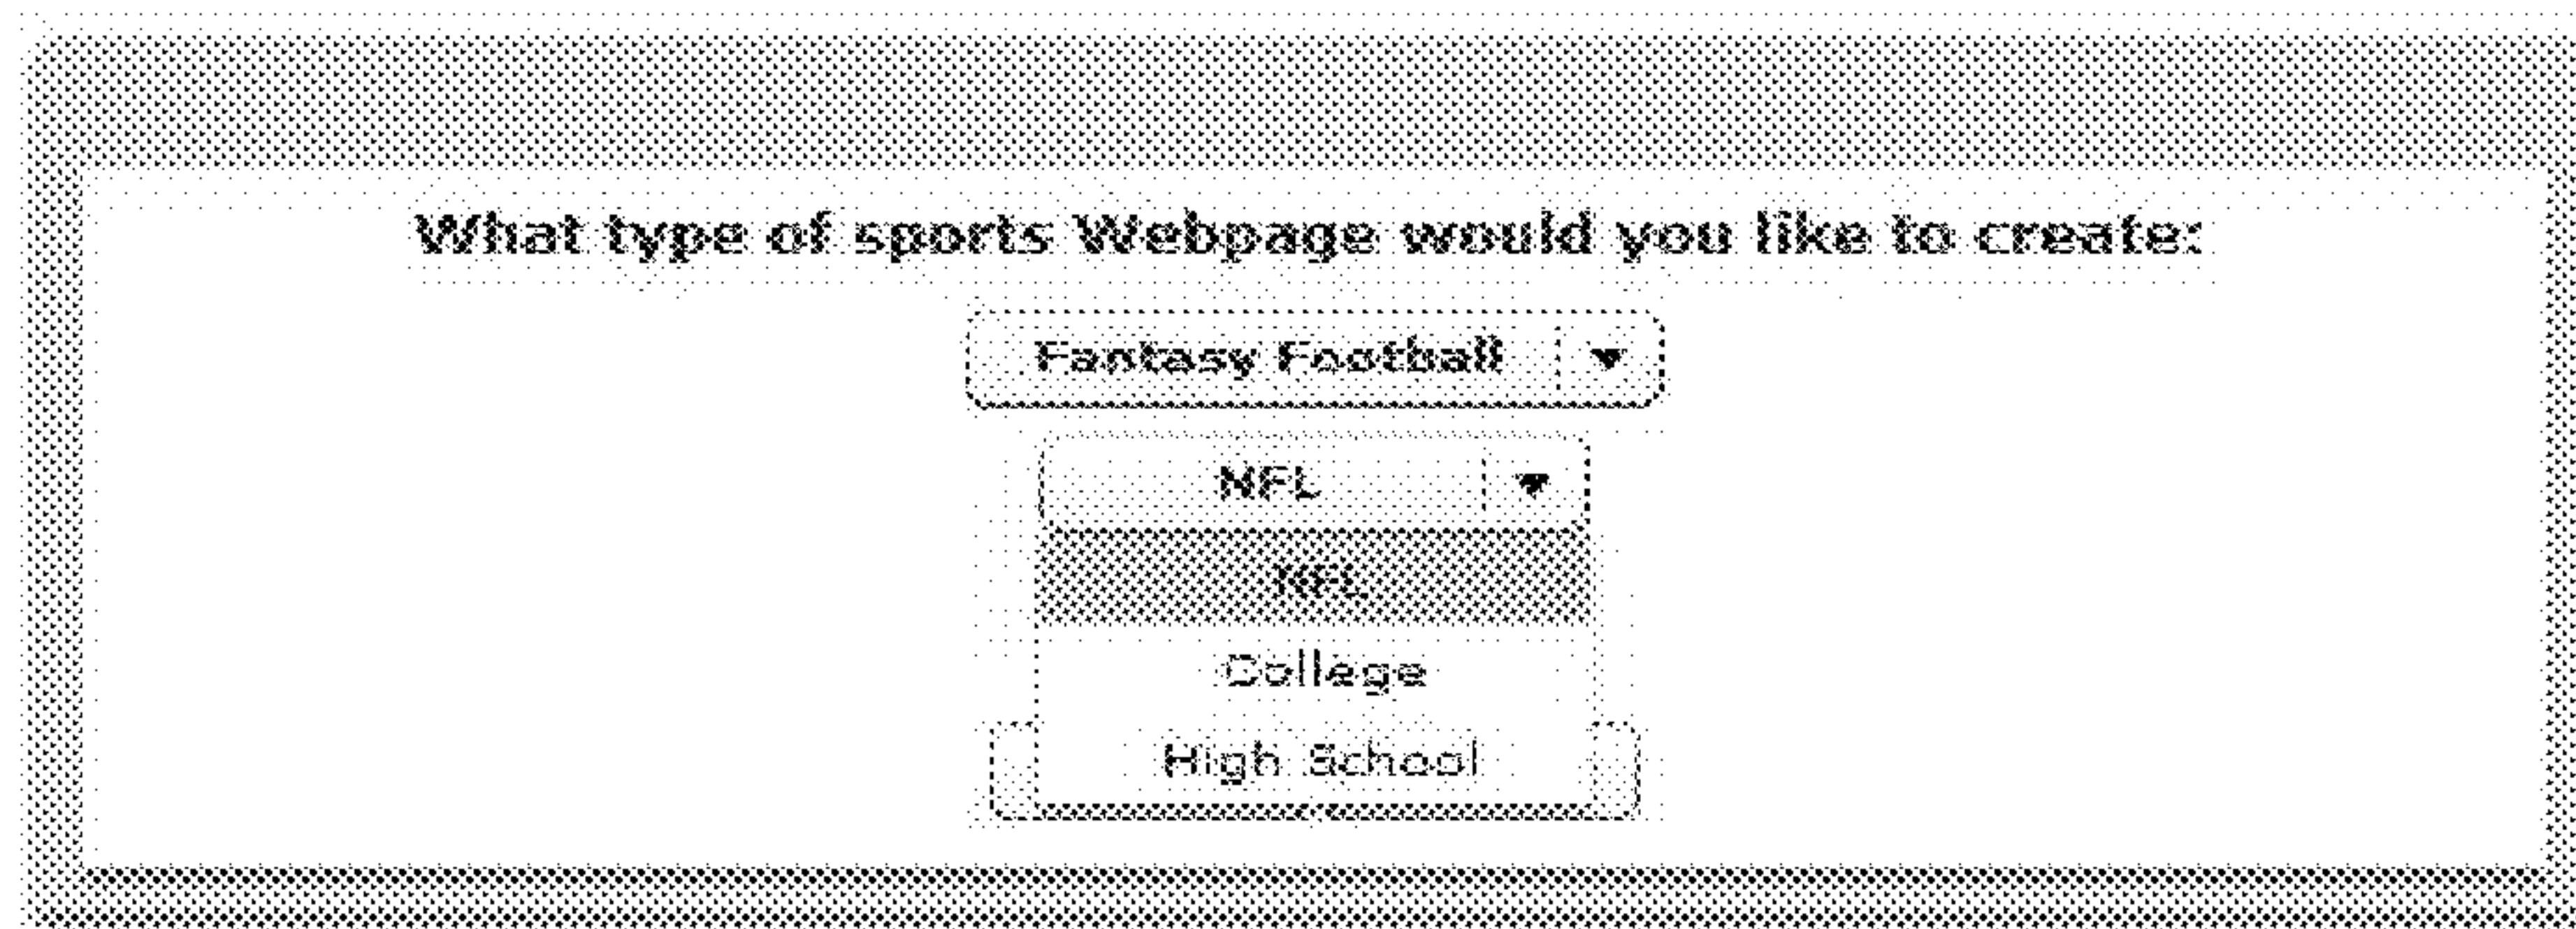 What type of sports Webpage would you like to create:
Fantasy Football
NFL
NFL
College
High School